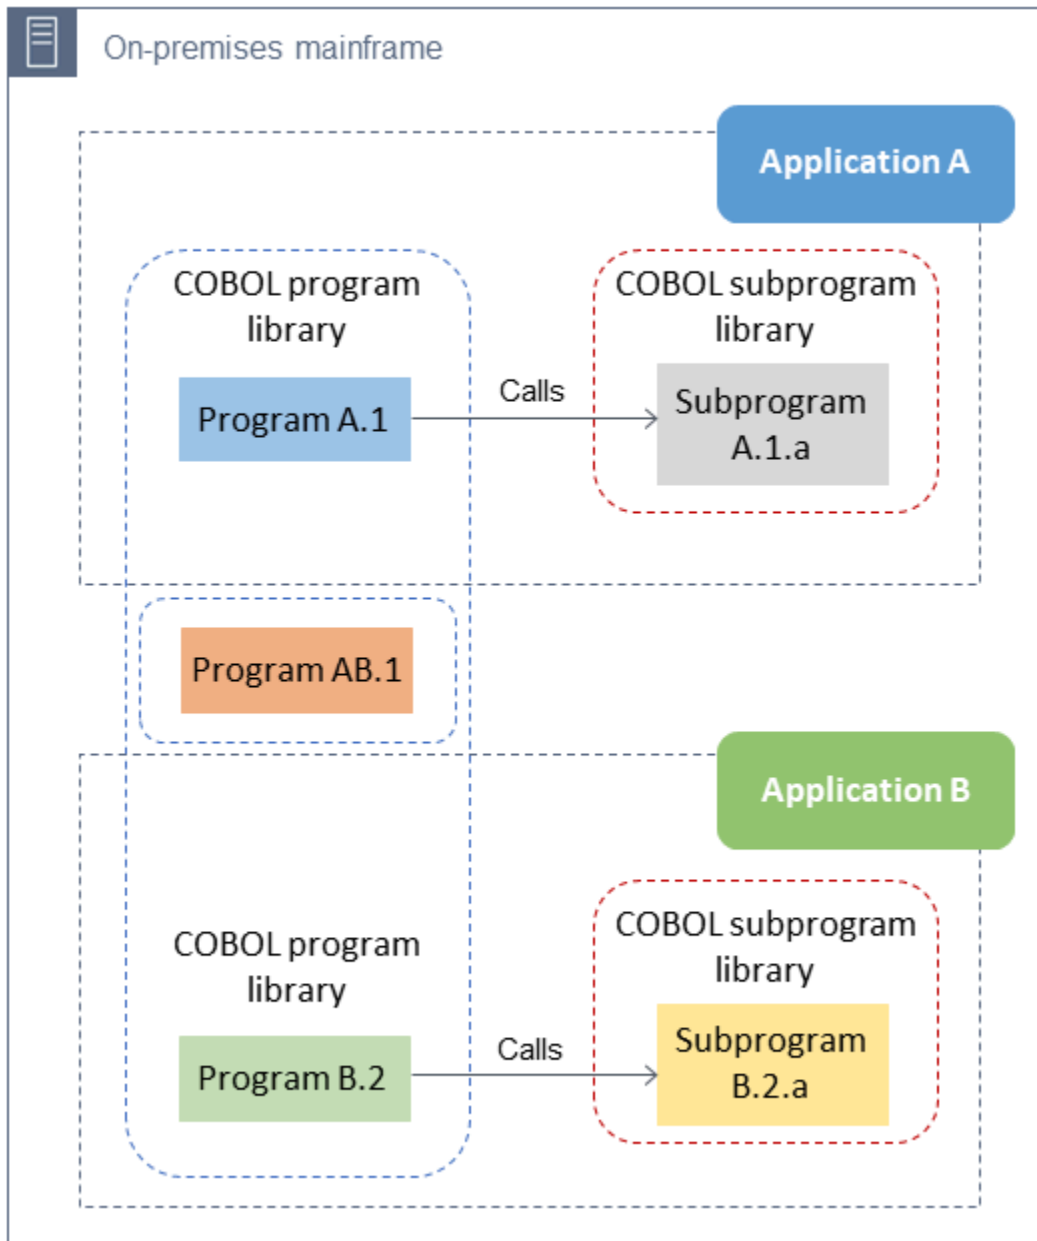 On-premises mainframe
Application A
COBOL program
library
COBOL subprogram
library
Program A.1
Calls
Subprogram
A.1.a
Program AB.1
Application B
COBOL program
library
COBOL subprogram
library
Program B.2
Calls
Subprogram
B.2.a